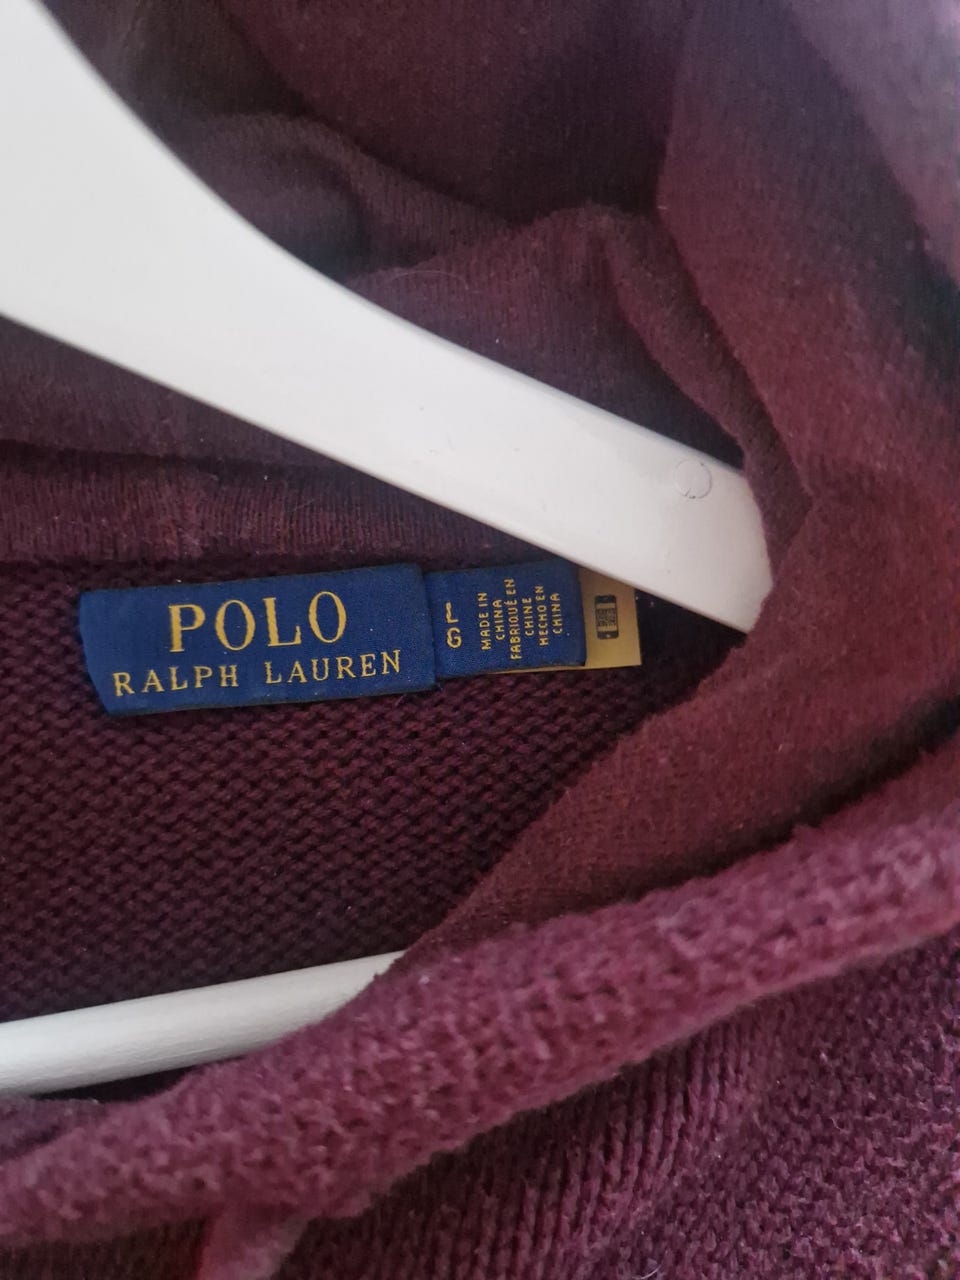 POLO
RALPH LAUREN
L
G
MADE IN
CHINA
FABRIQUÉ EN
CHINE
HECHO EN
CHINA